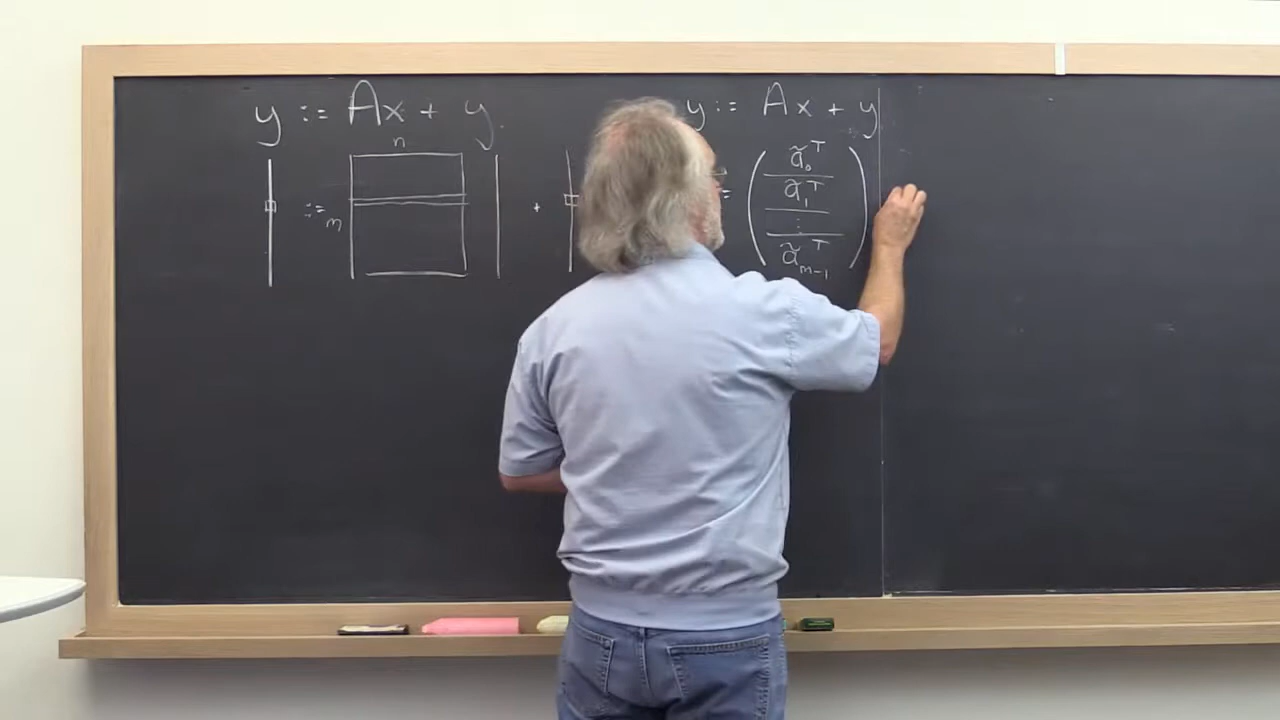 y := Ax + y
n
:= m +
y := Ax + y
ã₀ᵀ
ã₁ᵀ
⋮
ãₘ₋₁ᵀ